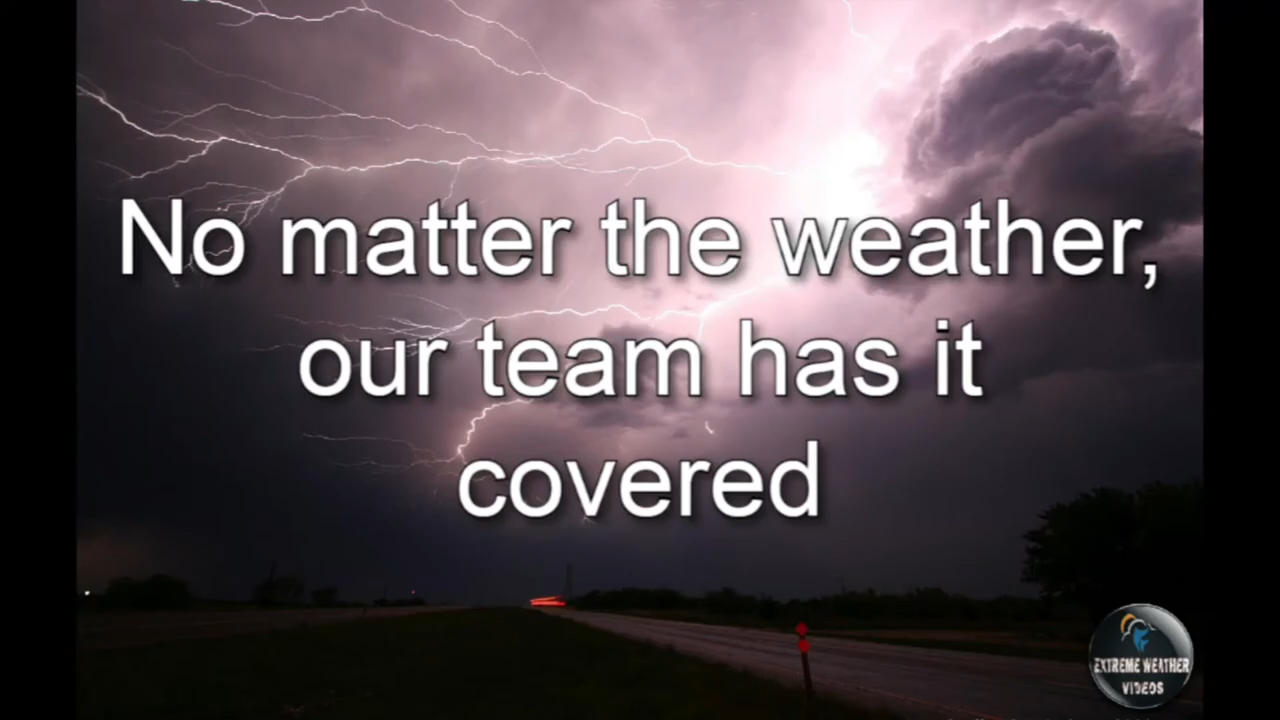 No matter the weather,
our team has it
covered
EXTREME WEATHER
VIDEOS